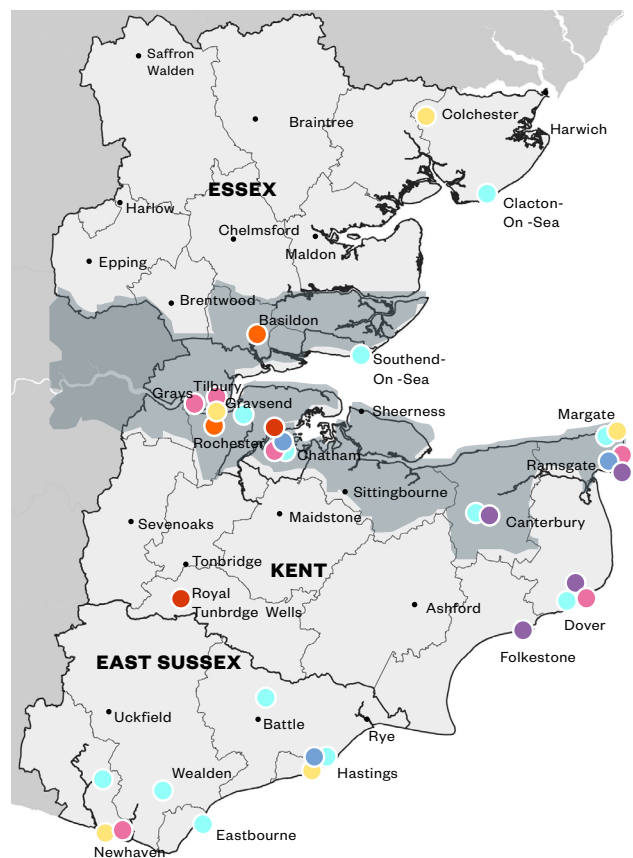 Saffron
Walden
Braintree
Colchester
Harwich
ESSEX
Clacton-
On -Sea
Harlow
Chelmsford
Maldon
Epping
Brentwood
Basildon
Southend-
On -Sea
Tilbury
Grays
Gravsend
Sheerness
Margate
Rochester
Chatham
Ramsgate
Sittingbourne
Maidstone
Canterbury
Sevenoaks
Tonbridge
KENT
Royal
Tunbrdge Wells
Ashford
Dover
Folkestone
EAST SUSSEX
Uckfield
Battle
Rye
Wealden
Hastings
Eastbourne
Newhaven